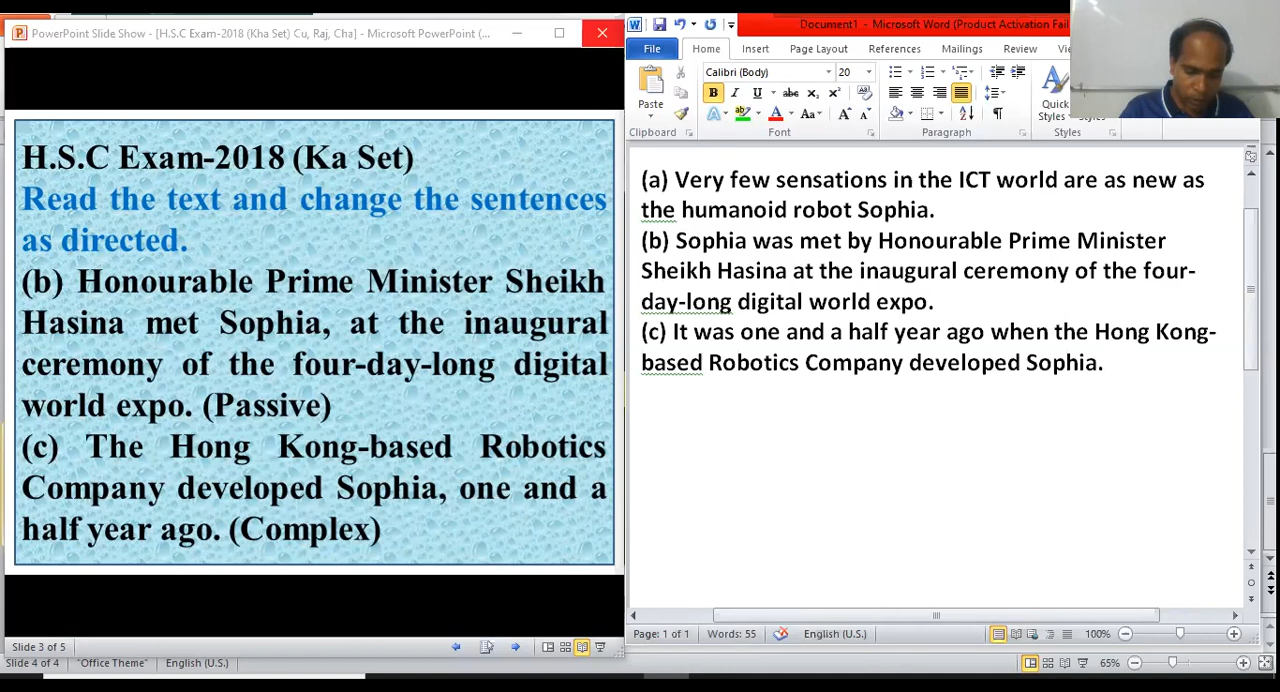 PowerPoint Slide Show - [H.S.C Exam-2018 (Kha Set) Cu, Raj, Cha] - Microsoft PowerPoint (...
H.S.C Exam-2018 (Ka Set)
Read the text and change the sentences
as directed.
(b) Honourable Prime Minister Sheikh
Hasina met Sophia, at the inaugural
ceremony of the four-day-long digital
world expo. (Passive)
(c) The Hong Kong-based Robotics
Company developed Sophia, one and a
half year ago. (Complex)
Slide 3 of 5
Slide 4 of 4
"Office Theme"
English (U.S.)
65%
Document1 - Microsoft Word (Product Activation Fail
File Home Insert Page Layout References Mailings Review Vi
Calibri (Body) 20
Paste
Quick
Styles
Clipboard Font Paragraph Styles
(a) Very few sensations in the ICT world are as new as
the humanoid robot Sophia.
(b) Sophia was met by Honourable Prime Minister
Sheikh Hasina at the inaugural ceremony of the four-
day-long digital world expo.
(c) It was one and a half year ago when the Hong Kong-
based Robotics Company developed Sophia.
Page: 1 of 1 Words: 55 English (U.S.) 100%